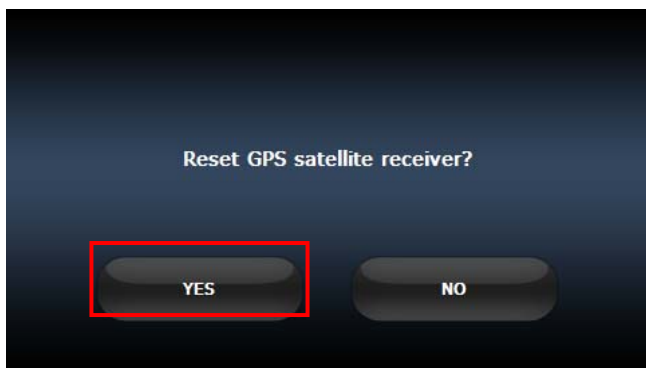 Reset GPS satellite receiver?
YES NO